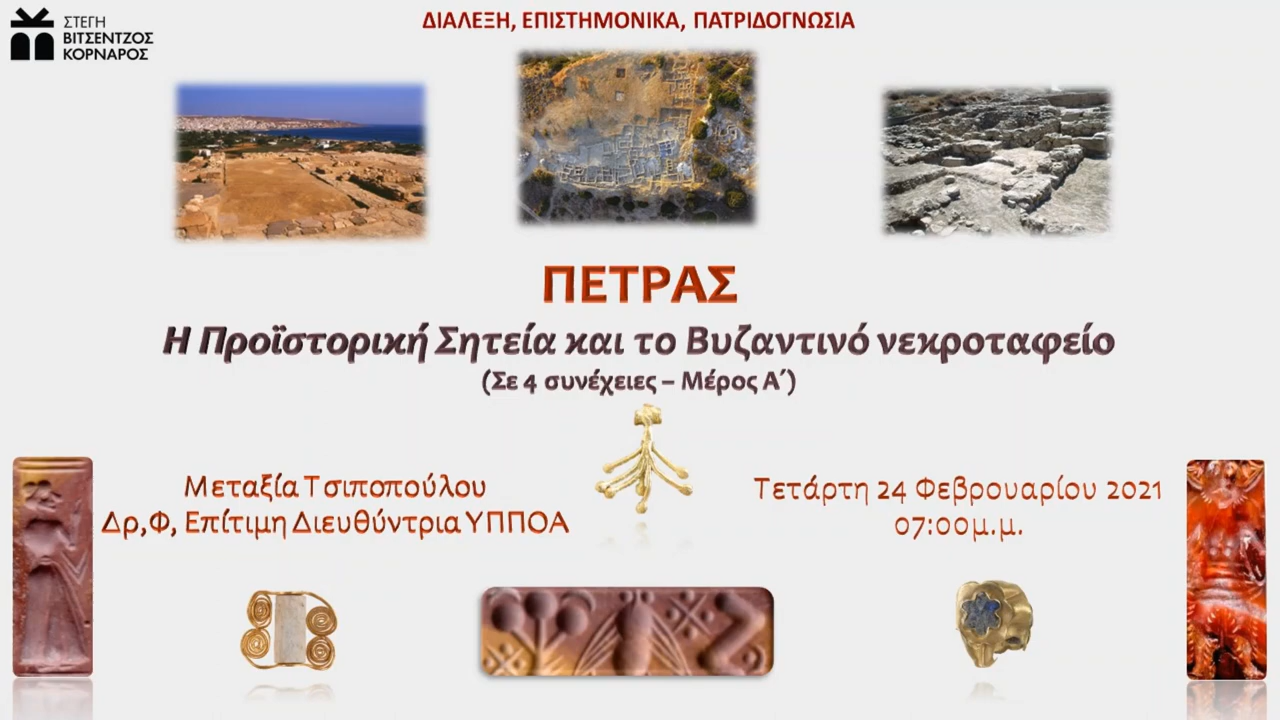 ΣΤΕΓΗ
ΒΙΤΣΕΝΤΖΟΣ
ΚΟΡΝΑΡΟΣ
ΔΙΑΛΕΞΗ, ΕΠΙΣΤΗΜΟΝΙΚΑ, ΠΑΤΡΙΔΟΓΝΩΣΙΑ
ΠΕΤΡΑΣ
Η Προϊστορική Σητεία και το Βυζαντινό νεκροταφείο
(Σε 4 συνέχειες – Μέρος Α΄)
Μεταξία Τσιποπούλου
Δρ,Φ, Επίτιμη Διευθύντρια ΥΠΠΟΑ
Τετάρτη 24 Φεβρουαρίου 2021
07:00μ.μ.